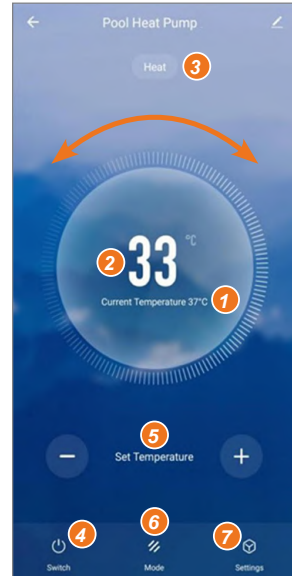 Pool Heat Pump
Heat 3
2 33 °C
Current Temperature 37°C 1
5
− Set Temperature +
4 6 7
Switch Mode Settings